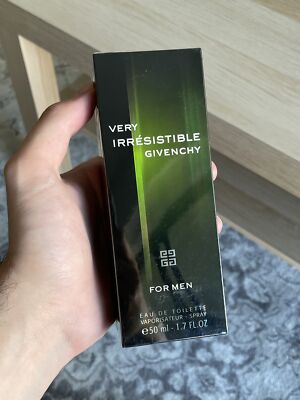 VERY
IRRÉSISTIBLE
GIVENCHY
FOR MEN
EAU DE TOILETTE
VAPORISATEUR - SPRAY
℮50 ml - 1.7 FL.OZ